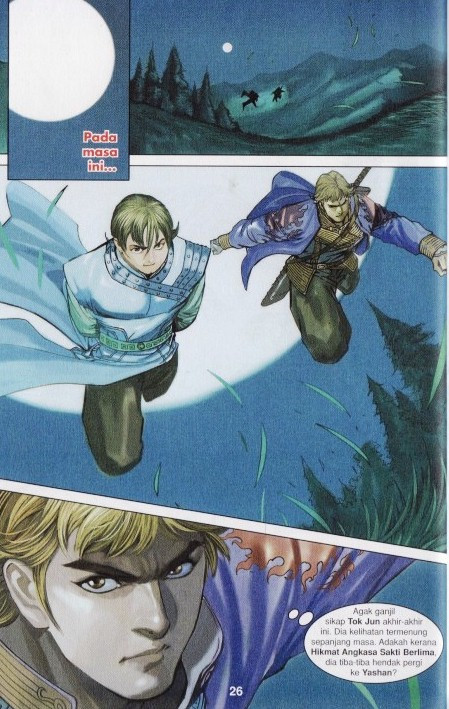 Pada
masa
ini...
Agak ganjil
sikap Tok Jun akhir-akhir
ini. Dia kelihatan termenung
sepanjang masa. Adakah kerana
Hikmat Angkasa Sakti Berlima,
dia tiba-tiba hendak pergi
ke Yashan?
26